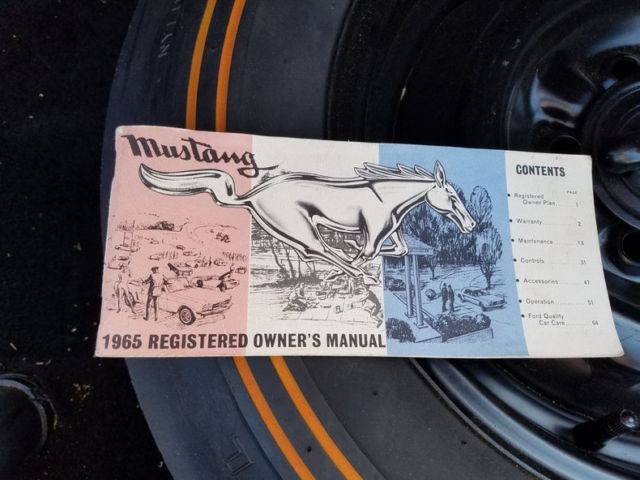 Mustang
CONTENTS
PAGE
Registered
Owner Plan 1
Warranty 2
Maintenance 13
Controls 31
Accessories 47
Operation 51
Ford Quality
Car Care 64
1965 REGISTERED OWNER'S MANUAL